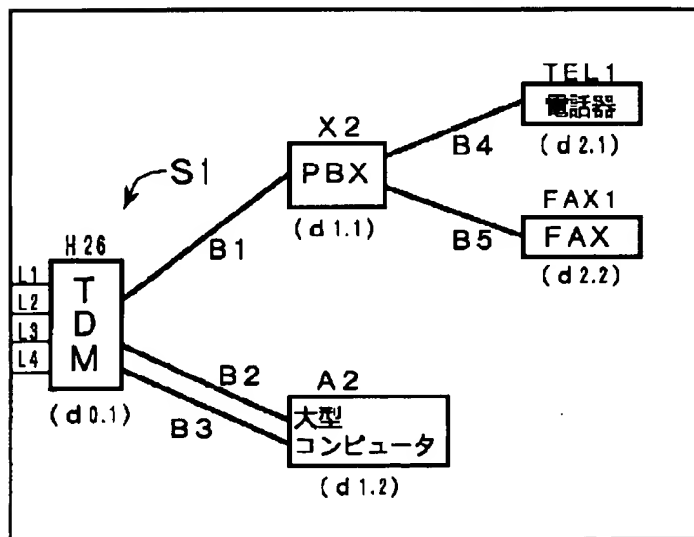 TEL1
電話器
(d2.1)
X2
PBX
(d1.1)
B4
B5
FAX1
FAX
(d2.2)
S1
H26
TDM
(d0.1)
L1
L2
L3
L4
B1
B2
B3
A2
大型
コンピュータ
(d1.2)